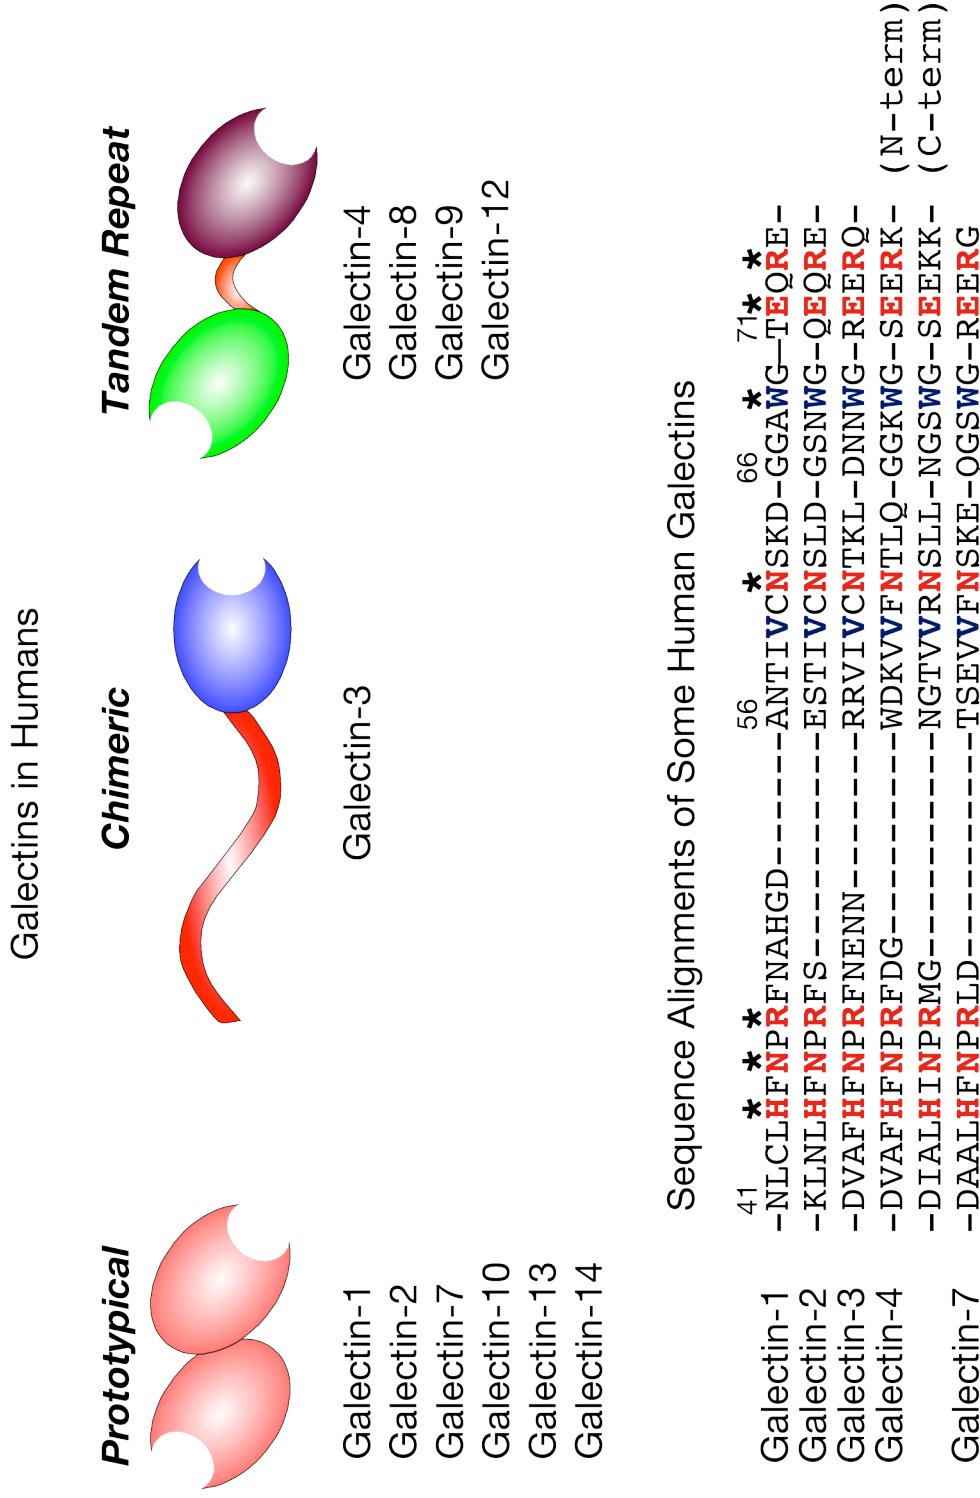 Galectins in Humans
Prototypical
Chimeric
Tandem Repeat
Galectin-1
Galectin-2
Galectin-7
Galectin-10
Galectin-13
Galectin-14
Galectin-3
Galectin-4
Galectin-8
Galectin-9
Galectin-12
Sequence Alignments of Some Human Galectins
41 56 66 71
* * * * * * *
Galectin-1 -NLCLHFNPRFNAHGD--------ANTIVCNSKD-GGAWG—TEQRE-
Galectin-2 -KLNLHFNPRFS------------ESTIVCNSLD-GSNWG-QEQRE-
Galectin-3 -DVAFHFNPRFNENN---------RRVIVCNTKL-DNNWG-REERQ-
Galectin-4 -DVAFHFNPRFDG-----------WDKVVFNTLQ-GGKWG-SEERK- (N-term)
-DIALHINPRMG------------NGTVVRNSLL-NGSWG-SEEKK- (C-term)
Galectin-7 -DAALHFNPRLD------------TSEVVFNSKE-OGSWG-REERG